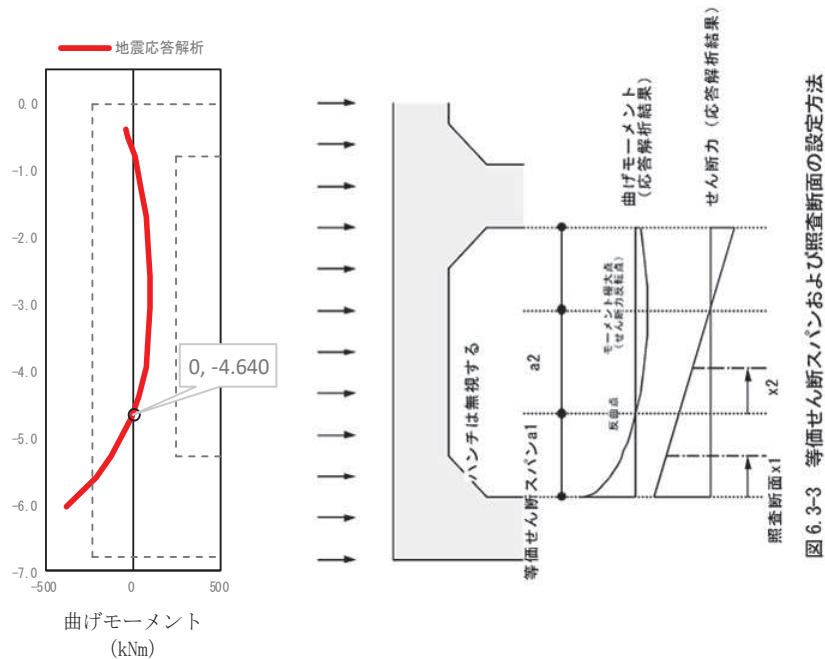 地震応答解析
0.0
-1.0
-2.0
-3.0
-4.0
-5.0
-6.0
-7.0
-500
0
500
0, -4.640
曲げモーメント
(kNm)
ハンチは無視する
等価せん断スパンa1
a2
反曲点
モーメント極大点
(せん断力反転点)
曲げモーメント
(応答解析結果)
せん断力 (応答解析結果)
照査断面x1
x2
図 6.3-3 等価せん断スパンおよび照査断面の設定方法